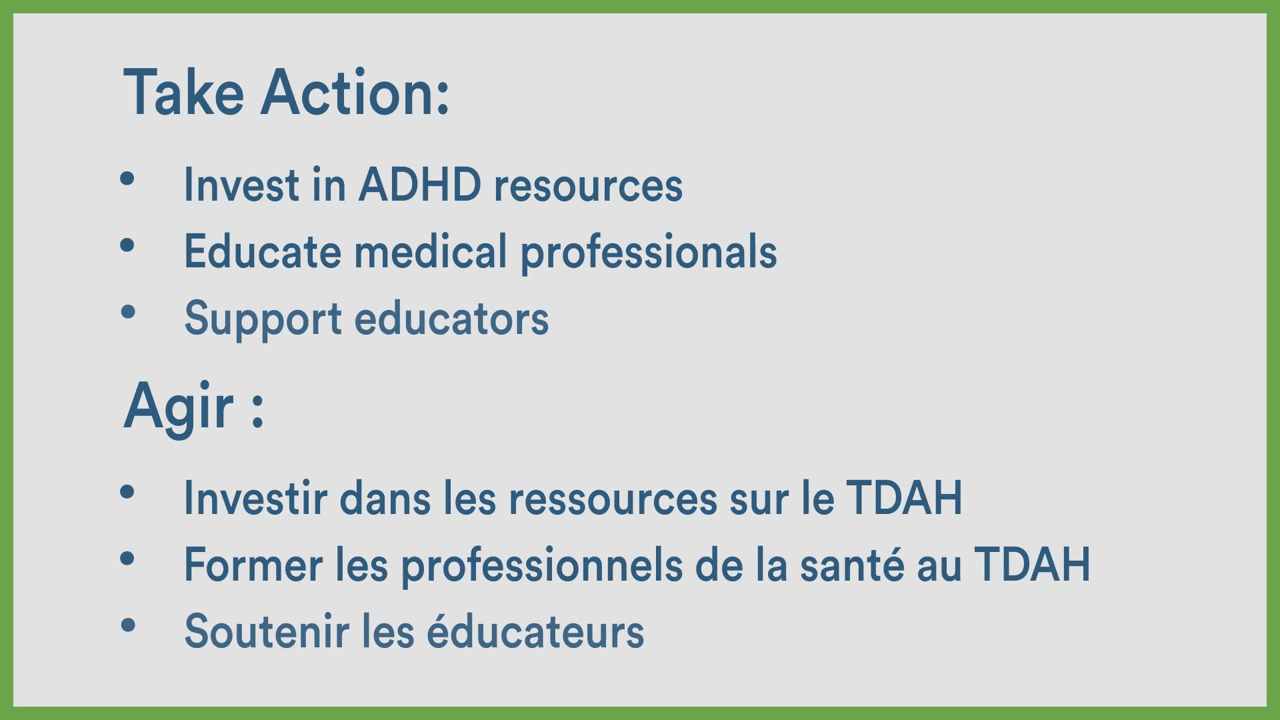 Take Action:
• Invest in ADHD resources
• Educate medical professionals
• Support educators
Agir :
• Investir dans les ressources sur le TDAH
• Former les professionnels de la santé au TDAH
• Soutenir les éducateurs